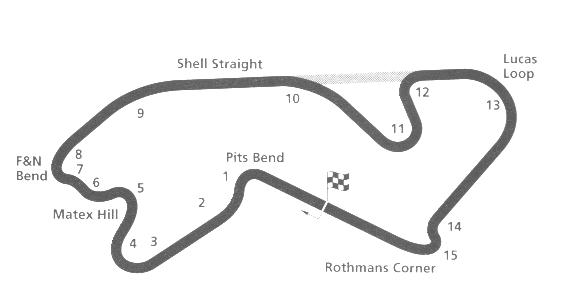 Shell Straight
Lucas
Loop
9
10
12
13
11
8
7
6
F&N
Bend
5
Pits Bend
1
2
Matex Hill
4
3
14
15
Rothmans Corner